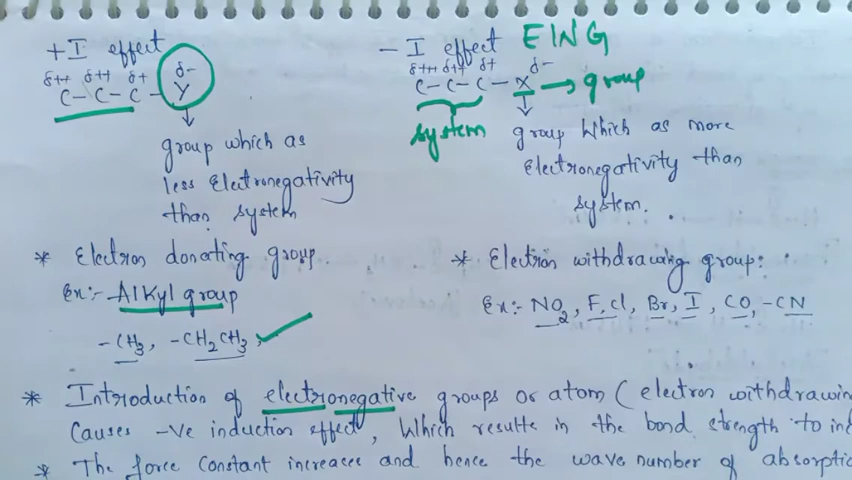 +I effect
δ++ δ++ δ+ δ-
C - C - C - Y
group which as
less Electronegativity
than system
- I effect EING
δ+++ δ++ δ+ δ-
C - C - C - X → group
system
group which as more
Electronegativity than
system.
* Electron donating group
Ex:- Alkyl group
-CH3, -CH2CH3,
* Electron withdrawing group:
Ex:- NO2, F, Cl, Br, I, CO, -CN
* Introduction of electronegative groups or atom (electron withdrawin
Causes -ve induction effect, which results in the bond strength to in
* The force constant increases and hence the wave number of absorptio